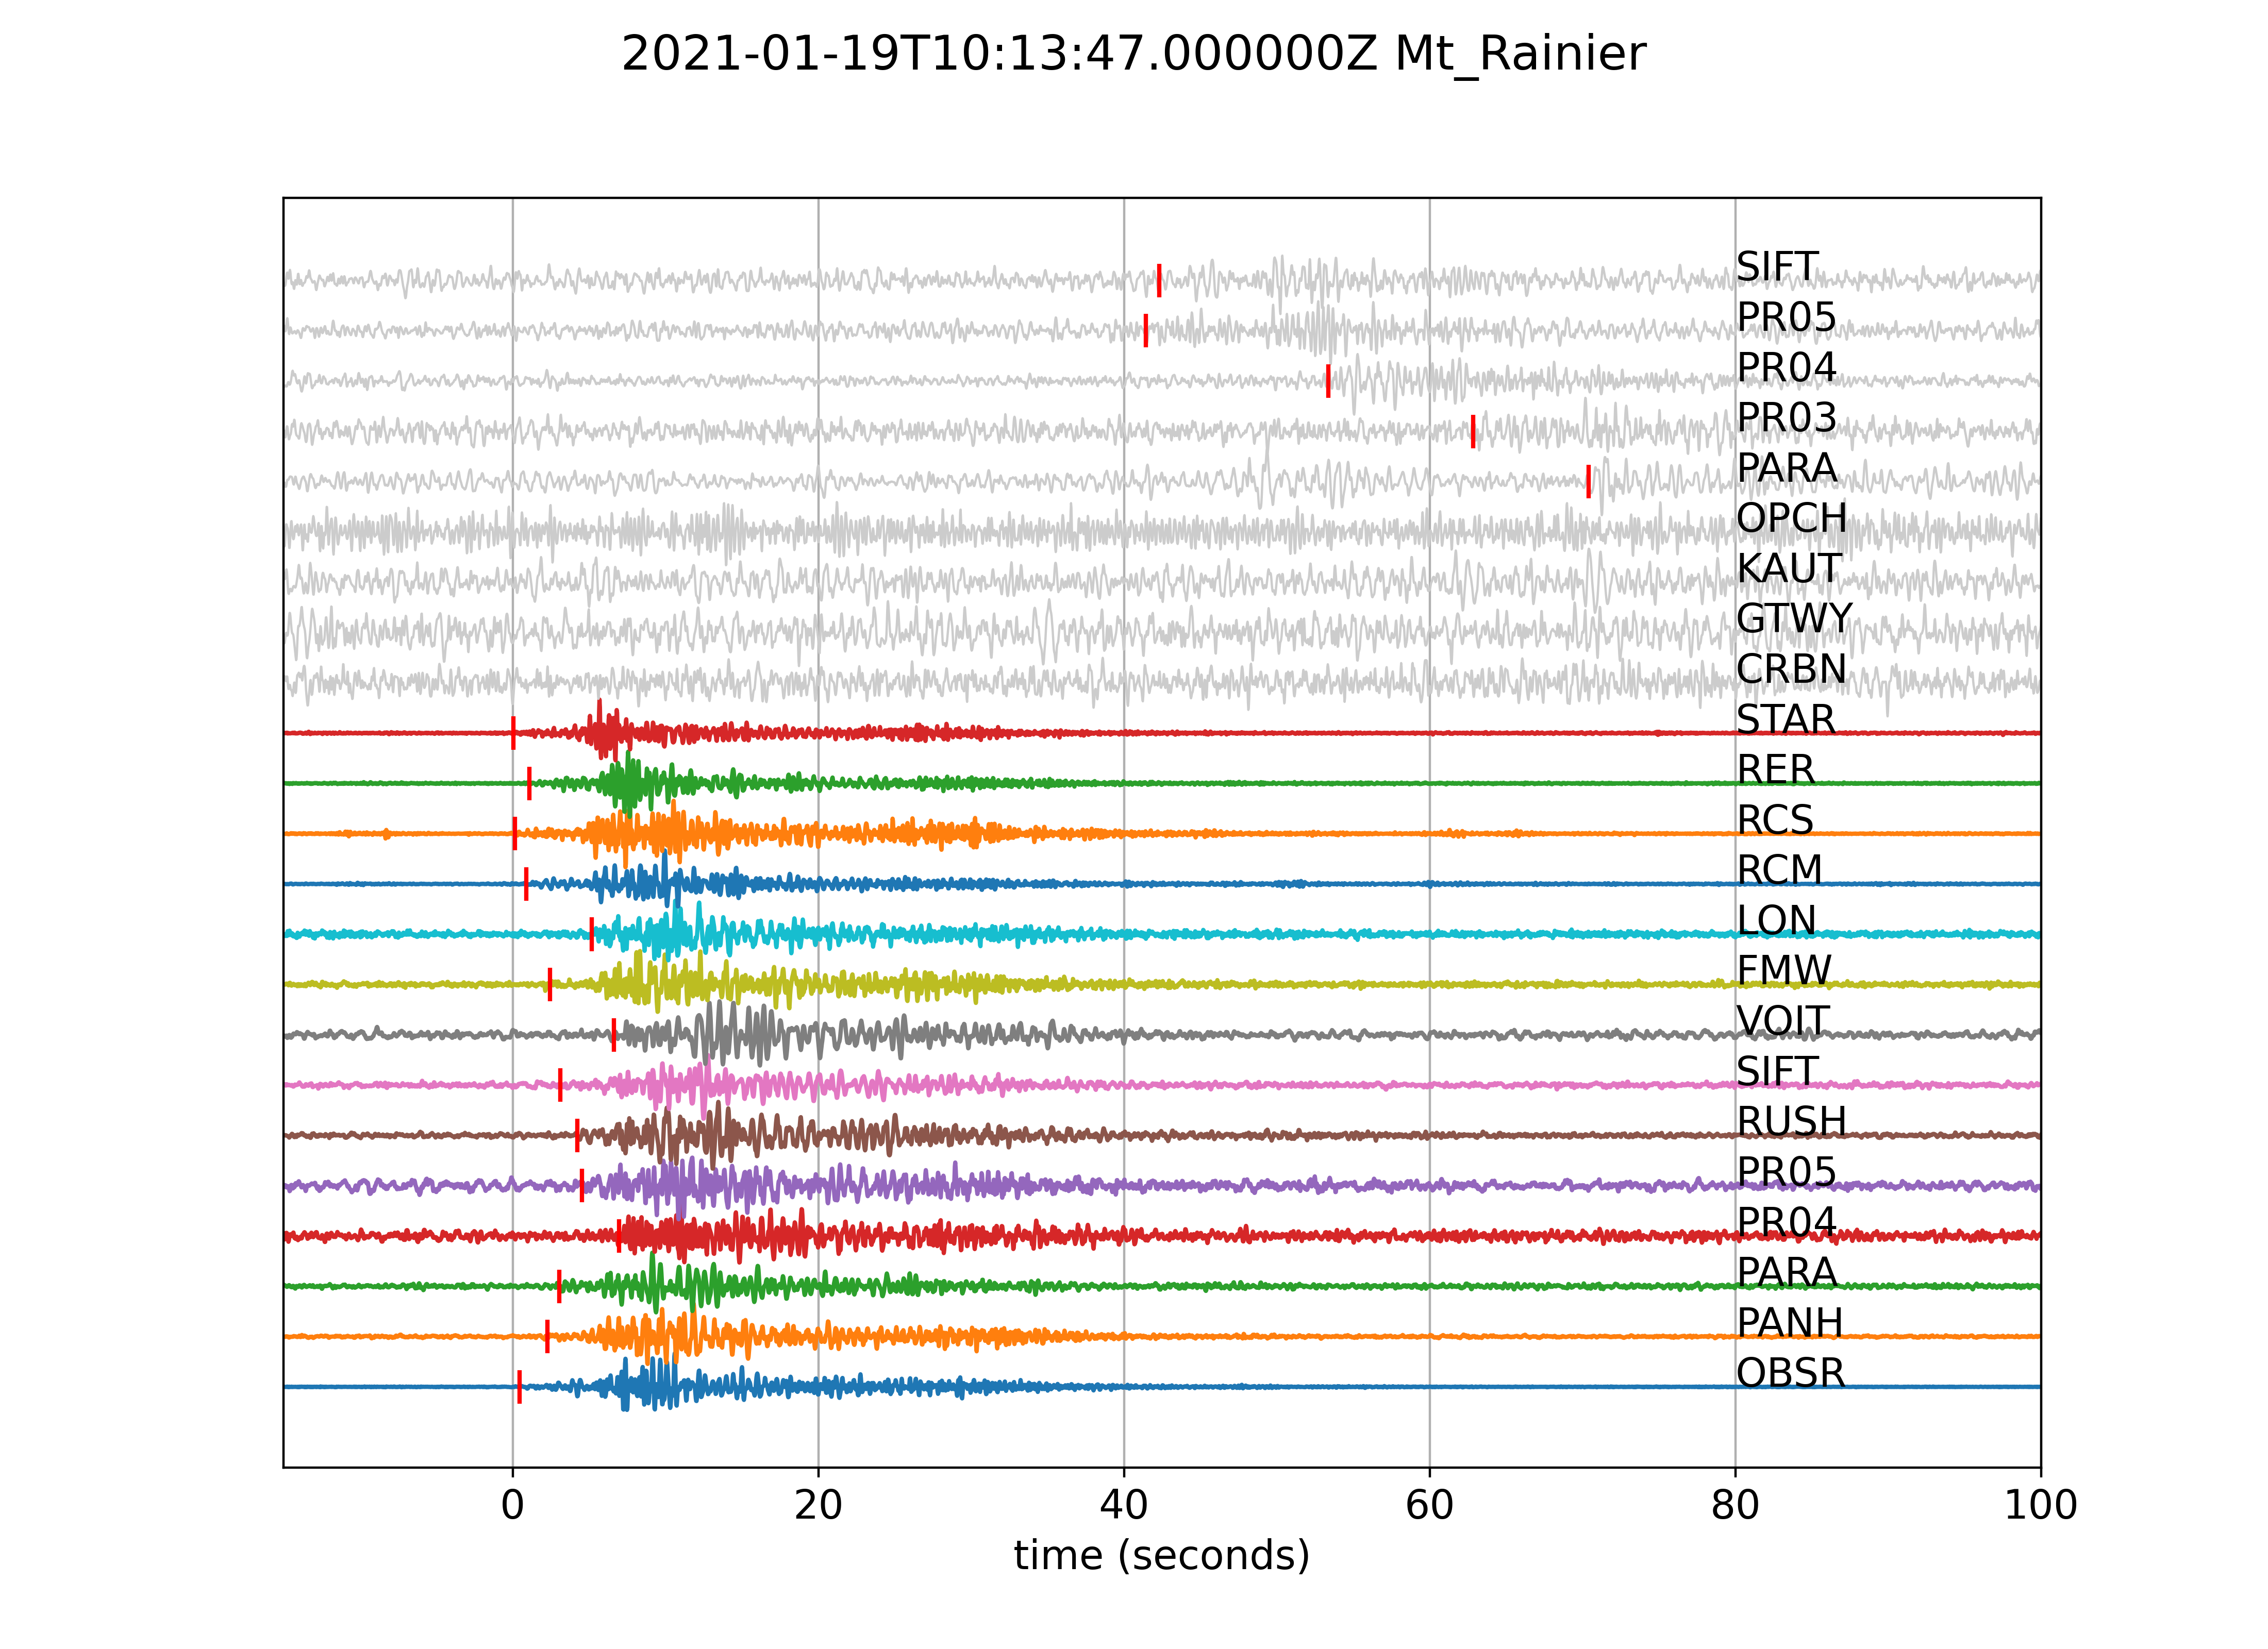 2021-01-19T10:13:47.000000Z Mt_Rainier
SIFT
PR05
PR04
PR03
PARA
OPCH
KAUT
GTWY
CRBN
STAR
RER
RCS
RCM
LON
FMW
VOIT
SIFT
RUSH
PR05
PR04
PARA
PANH
OBSR
0 20 40 60 80 100
time (seconds)